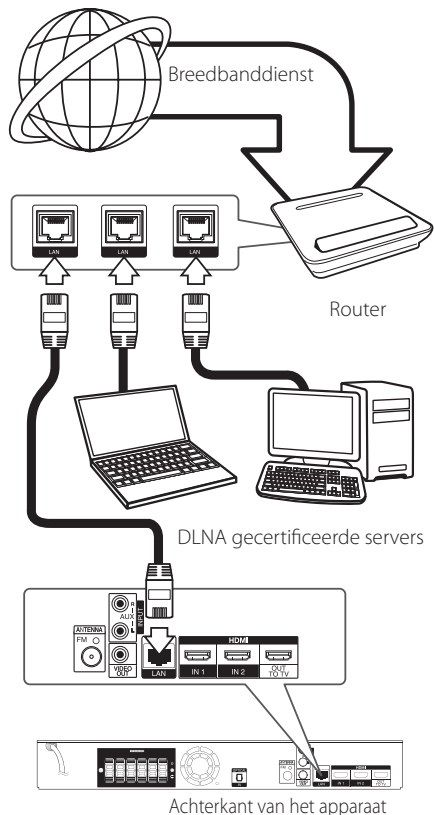 Breedbanddienst
LAN LAN LAN
Router
DLNA gecertificeerde servers
ANTENNA
FM
R
AUX
L
INPUT
VIDEO
OUT
LAN
HDMI
IN 1
IN 2
OUT
TO TV
Achterkant van het apparaat